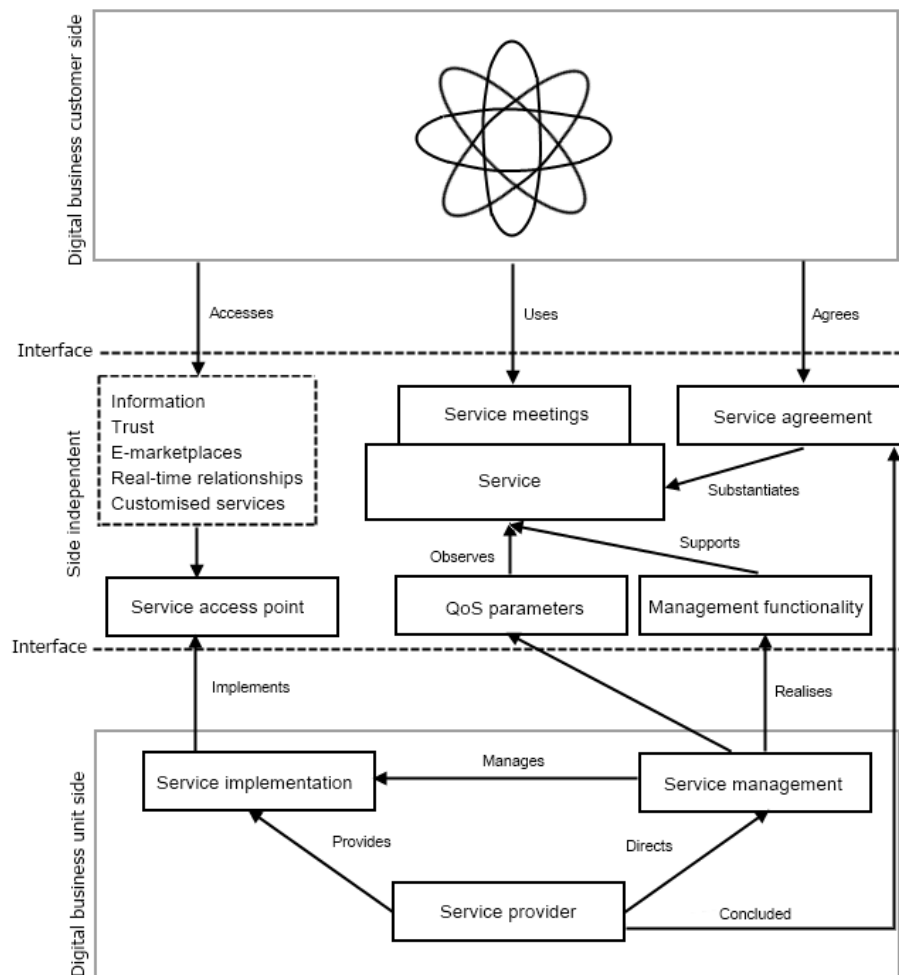 Digital business customer side
Accesses
Uses
Agrees
Interface
Side independent
Information
Trust
E-marketplaces
Real-time relationships
Customised services
Service meetings
Service agreement
Service
Substantiates
Observes
Supports
Service access point
QoS parameters
Management functionality
Interface
Implements
Realises
Digital business unit side
Service implementation
Manages
Service management
Provides
Directs
Service provider
Concluded